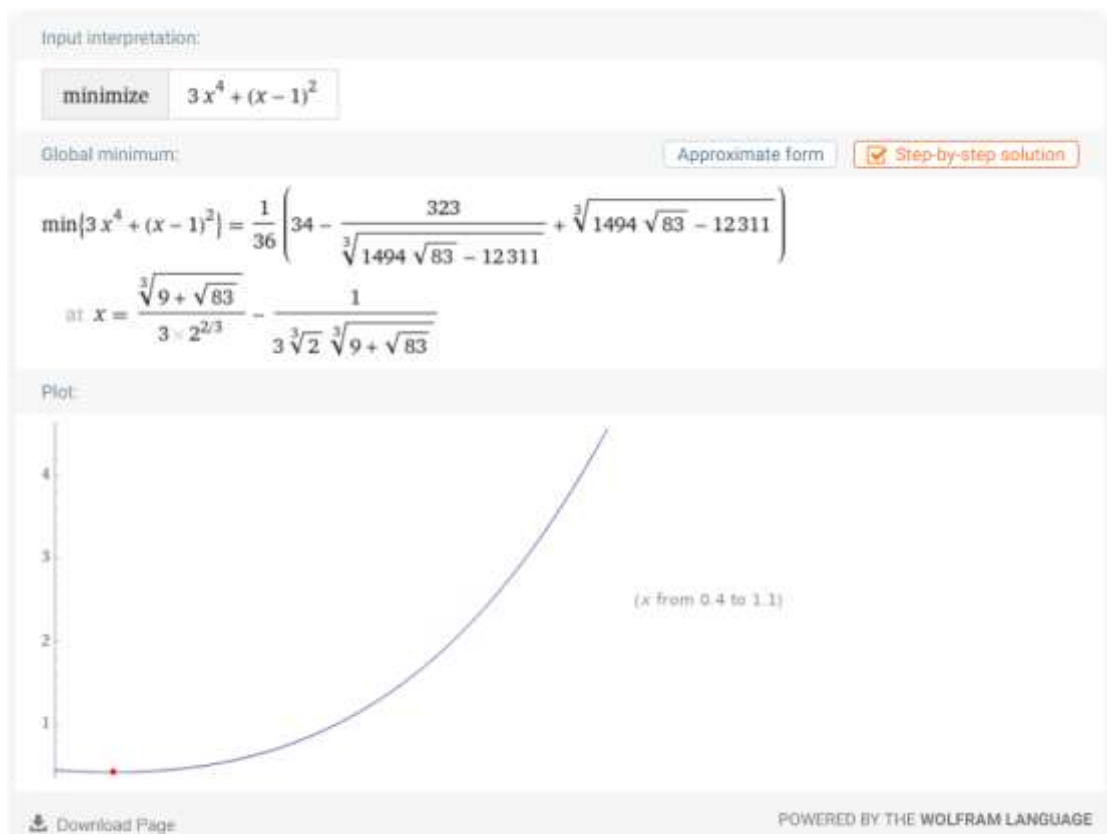 Input interpretation:
minimize 3 x^4 + (x − 1)^2
Global minimum: Approximate form Step-by-step solution
min{3 x^4 + (x − 1)^2} = 1/36 (34 − 323/∛(1494 √83 − 12311) + ∛(1494 √83 − 12311))
at x = ∛(9 + √83)/(3×2^(2/3)) − 1/(3 ∛2 ∛(9 + √83))
Plot:
4
3
(x from 0.4 to 1.1)
2
1
Download Page POWERED BY THE WOLFRAM LANGUAGE